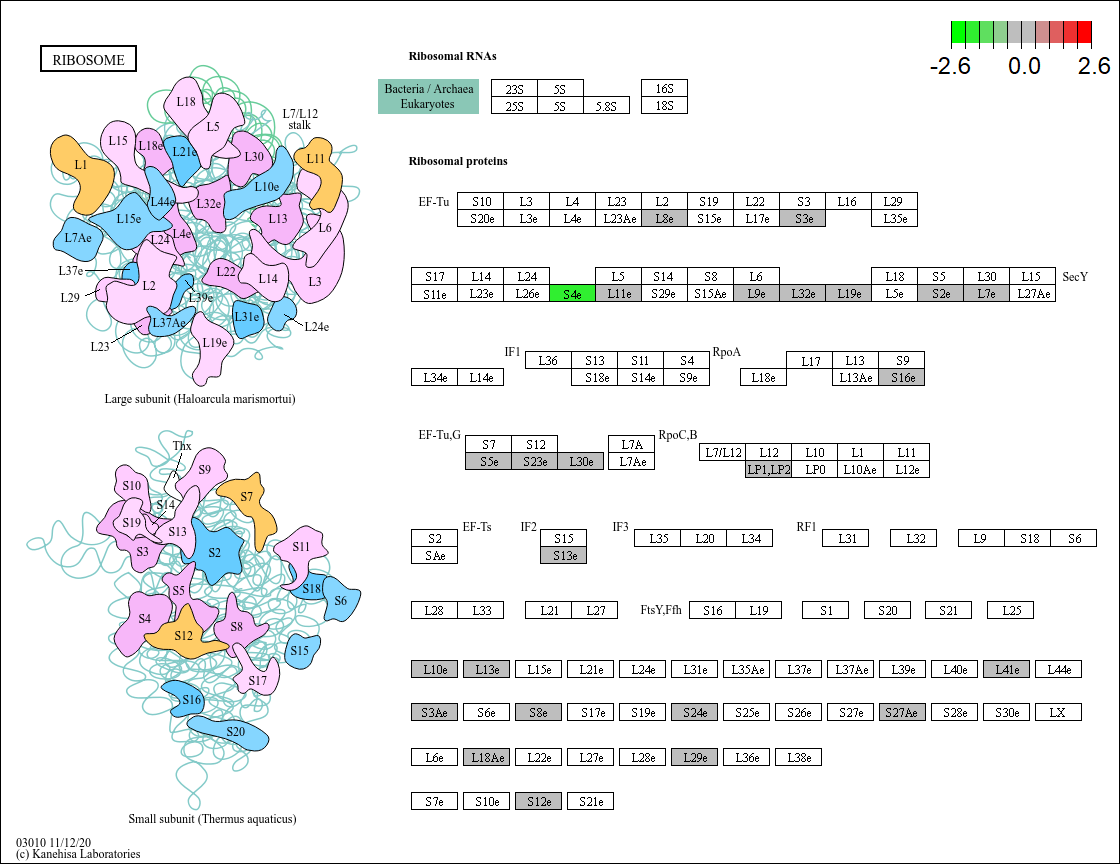 RIBOSOME
Ribosomal RNAs
-2.6 0.0 2.6
Bacteria / Archaea
Eukaryotes
23S 5S 16S
25S 5S 5.8S 18S
Ribosomal proteins
EF-Tu
S10 L3 L4 L23 L2 S19 L22 S3 L16 L29
S20e L3e L4e L23Ae L8e S15e L17e S3e L35e
S17 L14 L24 L5 S14 S8 L6 L18 S5 L30 L15 SecY
S11e L23e L26e S4e L11e S29e S15Ae L9e L32e L19e L5e S2e L7e L27Ae
IF1 L36 S13 S11 S4 RpoA L17 L13 S9
L34e L14e S18e S14e S9e L18e L13Ae S16e
EF-Tu,G S7 S12 L7A RpoC,B L7/L12 L12 L10 L1 L11
S5e S23e L30e L7Ae LP1,LP2 LP0 L10Ae L12e
S2 EF-Ts IF2 S15 IF3 L35 L20 L34 RF1 L31 L32 L9 S18 S6
SAe S13e
L28 L33 L21 L27 FtsY,Ffh S16 L19 S1 S20 S21 L25
L10e L13e L15e L21e L24e L31e L35Ae L37e L37Ae L39e L40e L41e L44e
S3Ae S6e S8e S17e S19e S24e S25e S26e S27e S27Ae S28e S30e LX
L6e L18Ae L22e L27e L28e L29e L36e L38e
S7e S10e S12e S21e
L18
L5
L7/L12
stalk
L15 L18e L21e L30 L11
L1
L10e
L44e L32e
L15e L13
L6
L7Ae L24 L4e
L37e L22 L14 L3
L2
L29 L39e
L37Ae L31e L24e
L23 L19e
Large subunit (Haloarcula marismortui)
Thx
S9
S10 S7
S14
S19 S13
S3 S2 S11
S5 S18
S6
S4 S12 S8
S15
S17
S16
S20
Small subunit (Thermus aquaticus)
03010 11/12/20
(c) Kanehisa Laboratories